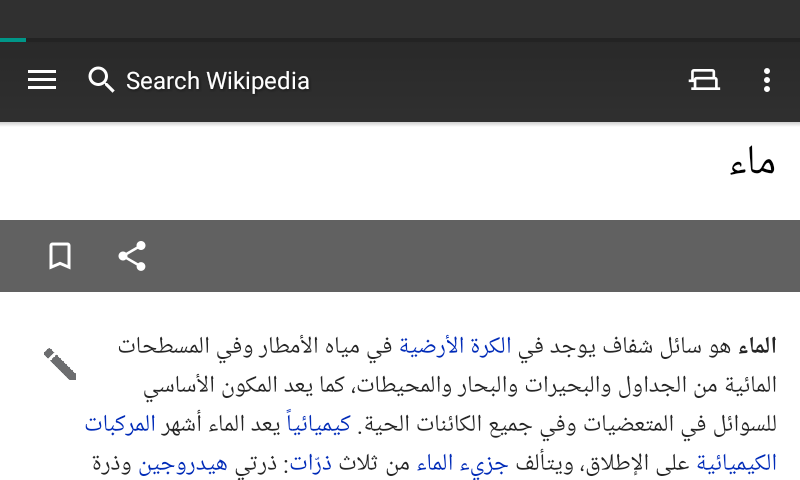 Search Wikipedia
ماء
الماء هو سائل شفاف يوجد في الكرة الأرضية في مياه الأمطار وفي المسطحات
المائية من الجداول والبحيرات والبحار والمحيطات، كما يعد المكون الأساسي
للسوائل في المتعضيات وفي جميع الكائنات الحية. كيميائياً يعد الماء أشهر المركبات
الكيميائية على الإطلاق، ويتألف جزيء الماء من ثلاث ذرّات: ذرتي هيدروجين وذرة